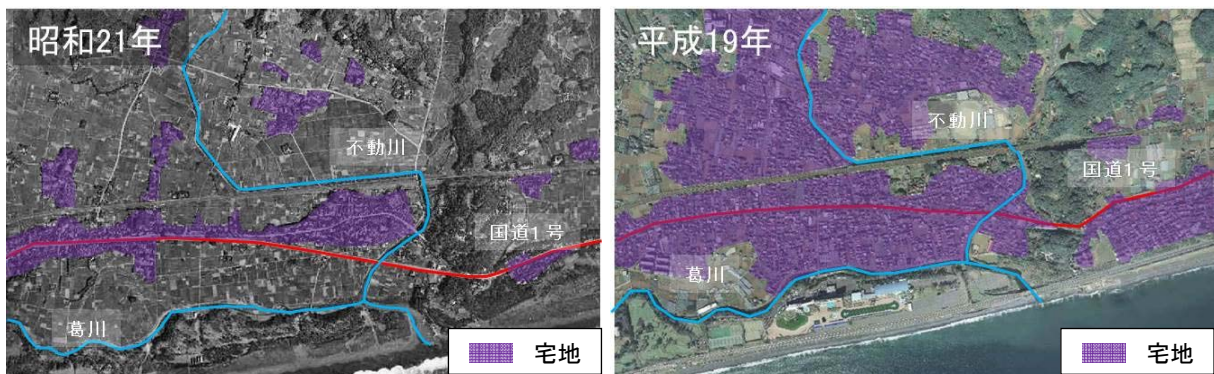 昭和21年
不動川
国道1号
葛川
宅地
平成19年
不動川
国道1号
葛川
宅地